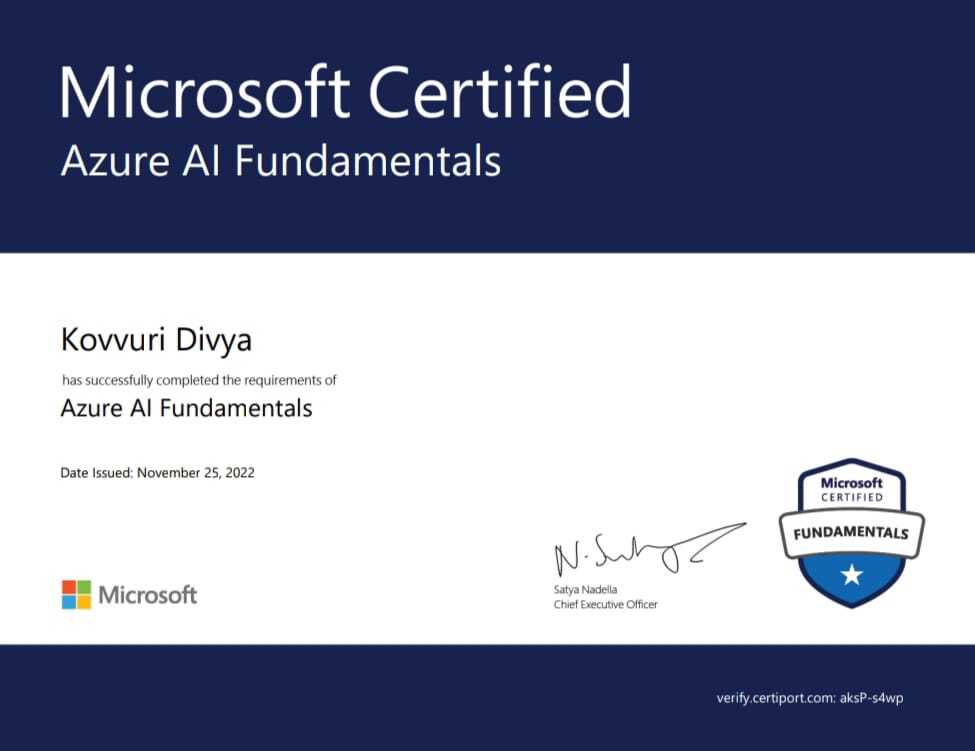 Microsoft Certified
Azure AI Fundamentals
Kovvuri Divya
has successfully completed the requirements of
Azure AI Fundamentals
Date Issued: November 25, 2022
Microsoft
CERTIFIED
FUNDAMENTALS
N. Satya
Satya Nadella
Chief Executive Officer
Microsoft
verify.certiport.com: aksP-s4wp